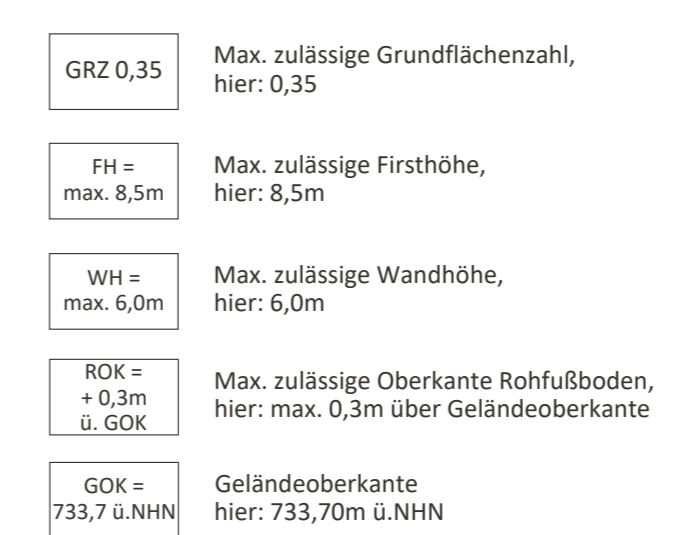 GRZ 0,35
Max. zulässige Grundflächenzahl,
hier: 0,35
FH =
max. 8,5m
Max. zulässige Firsthöhe,
hier: 8,5m
WH =
max. 6,0m
Max. zulässige Wandhöhe,
hier: 6,0m
ROK =
+ 0,3m
ü. GOK
Max. zulässige Oberkante Rohfußboden,
hier: max. 0,3m über Geländeoberkante
GOK =
733,7 ü.NHN
Geländeoberkante
hier: 733,70m ü.NHN